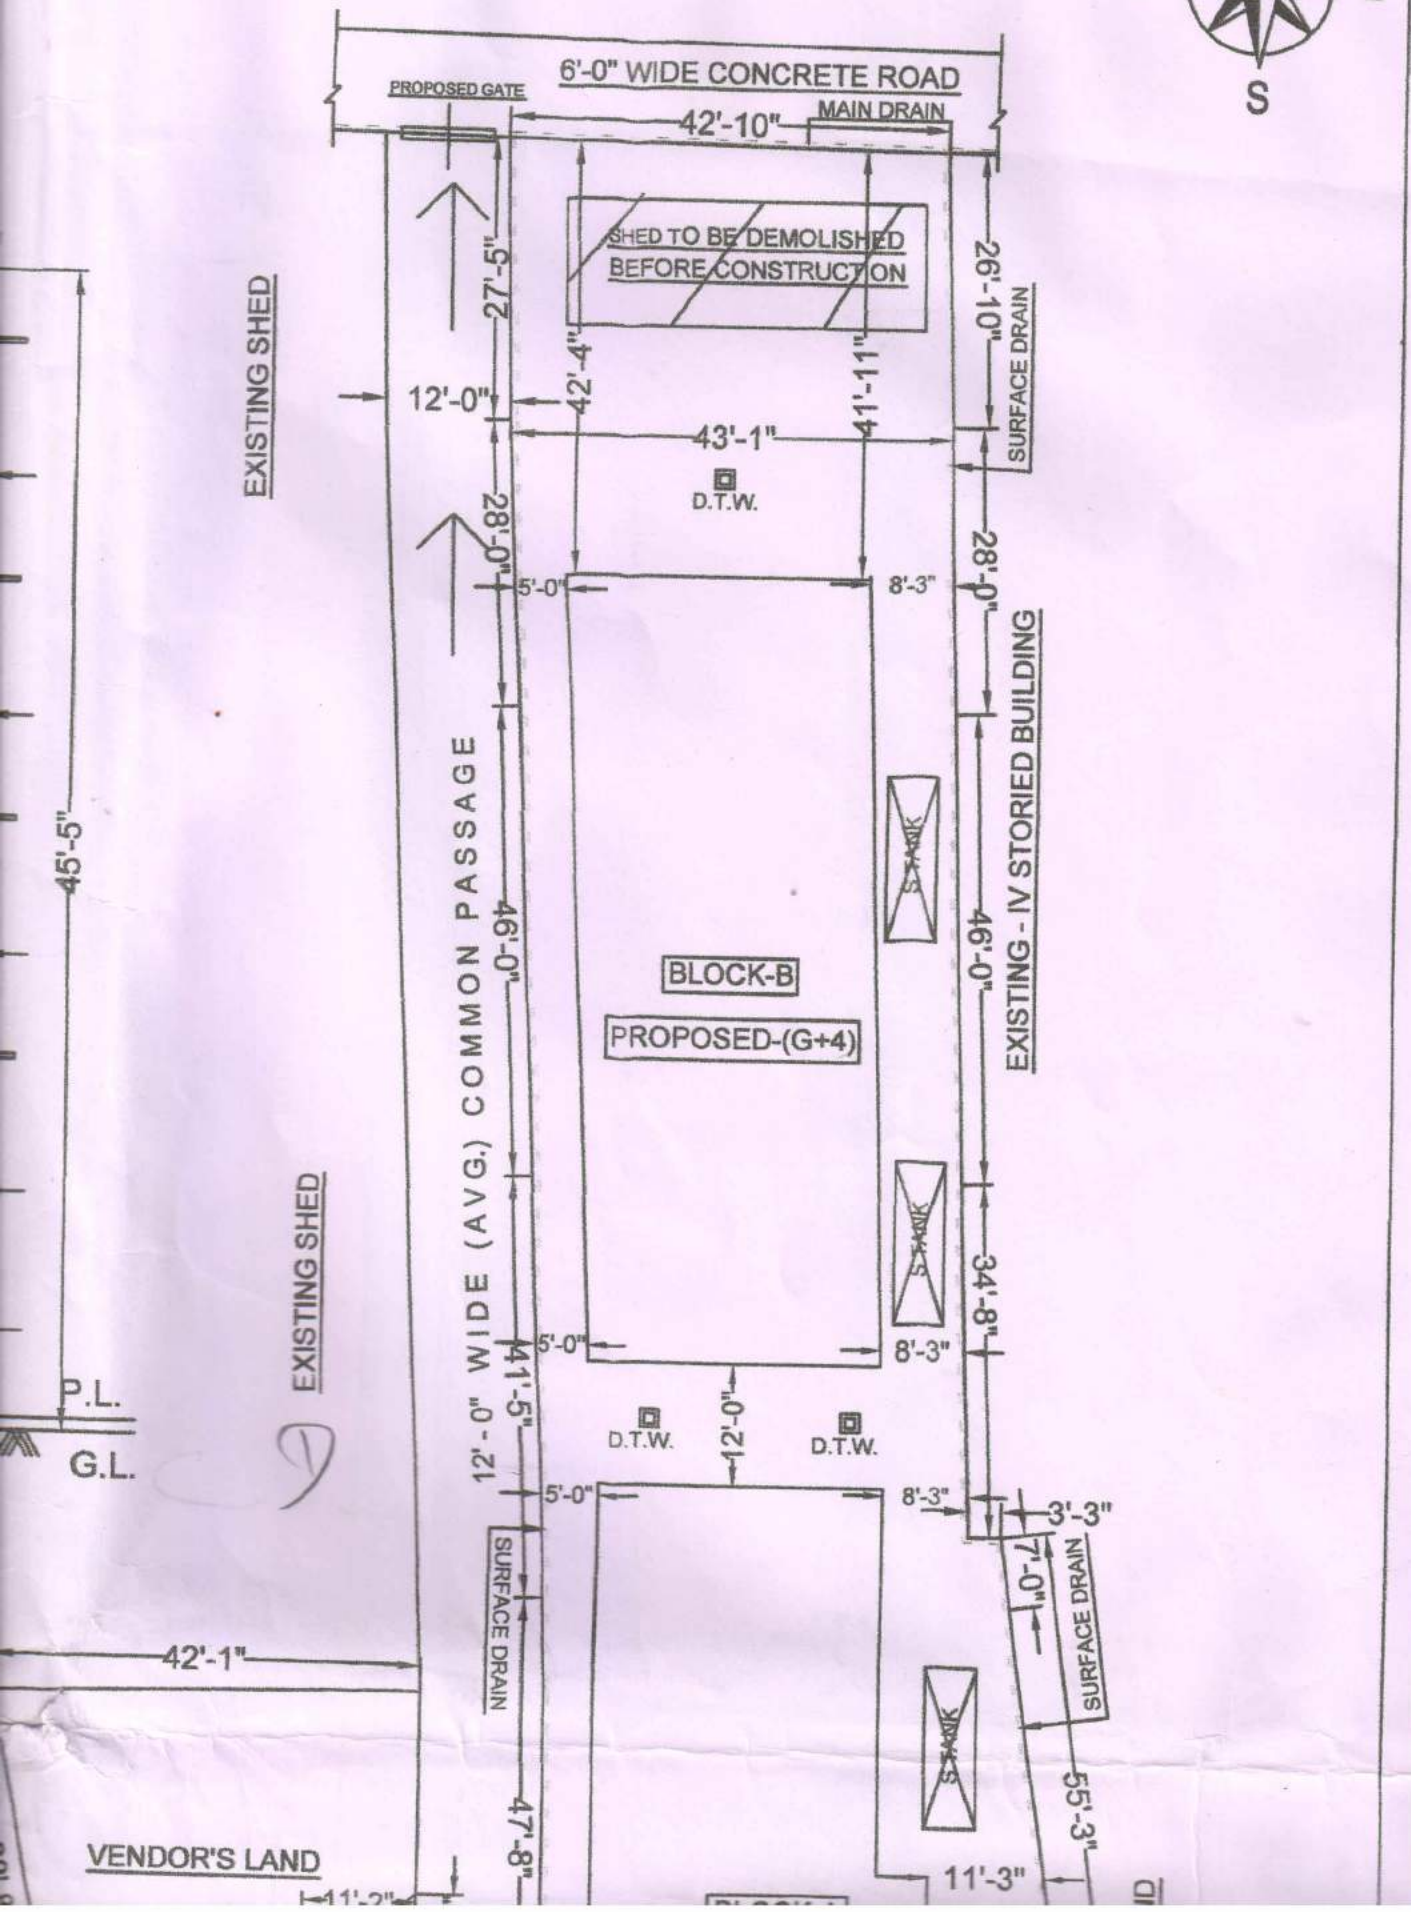 S
6'-0" WIDE CONCRETE ROAD
PROPOSED GATE
MAIN DRAIN
42'-10"
SHED TO BE DEMOLISHED
BEFORE CONSTRUCTION
27'-5"
26'-10"
SURFACE DRAIN
EXISTING SHED
42'-4"
41'-11"
12'-0"
43'-1"
D.T.W.
28'-0"
28'-0"
5'-0"
8'-3"
EXISTING - IV STORIED BUILDING
45'-5"
12'-0" WIDE (AVG.) COMMON PASSAGE
S.TANK
46'-0"
46'-0"
BLOCK-B
PROPOSED-(G+4)
EXISTING SHED
S.TANK
34'-8"
5'-0"
8'-3"
41'-5"
P.L.
G.L.
D.T.W.
12'-0"
D.T.W.
5'-0"
8'-3"
3'-3"
7'-0"
SURFACE DRAIN
SURFACE DRAIN
42'-1"
S.TANK
55'-3"
47'-8"
VENDOR'S LAND
11'-3"
11'-2"